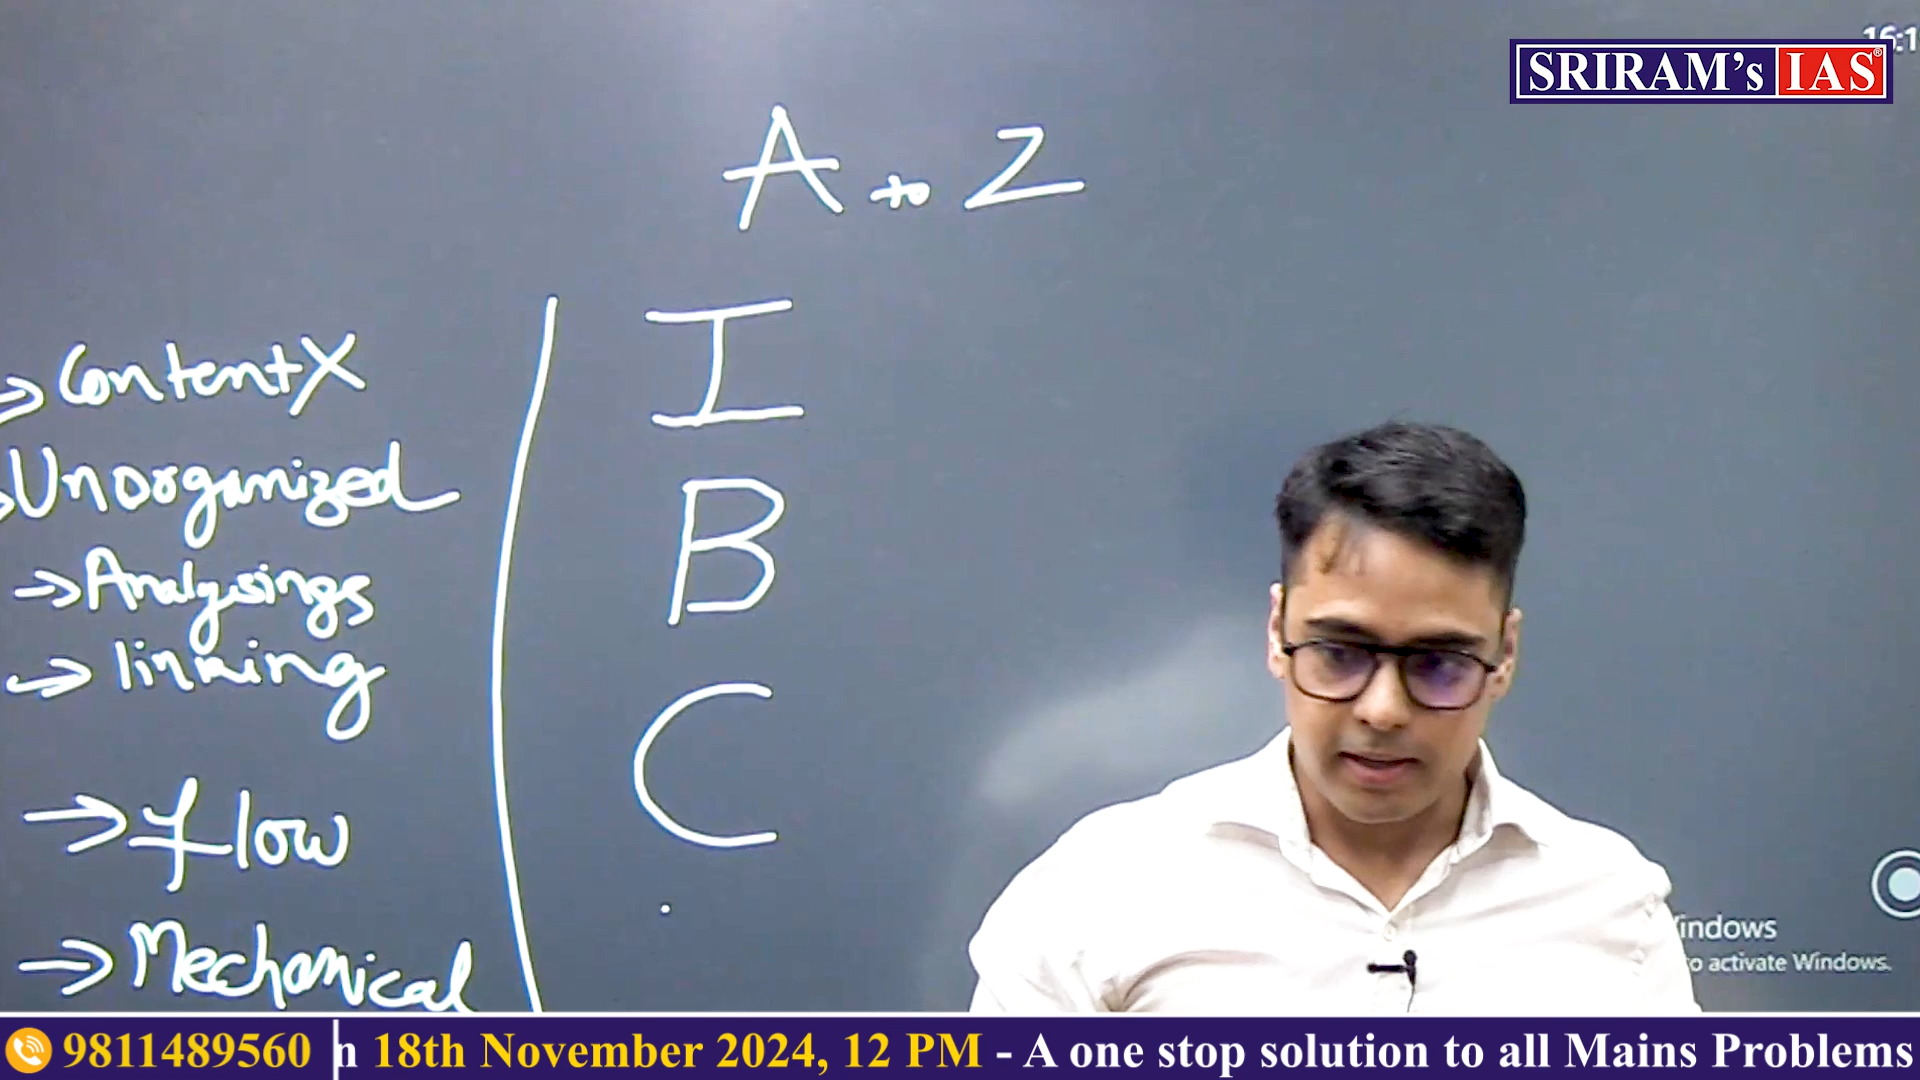 16:1
SRIRAM's IAS®
A to Z
I
B
C
→ Content X
Unorganized
→ Analysings
→ linking
→ flow
→ Mechanical
indows
to activate Windows.
9811489560
n 18th November 2024, 12 PM - A one stop solution to all Mains Problems